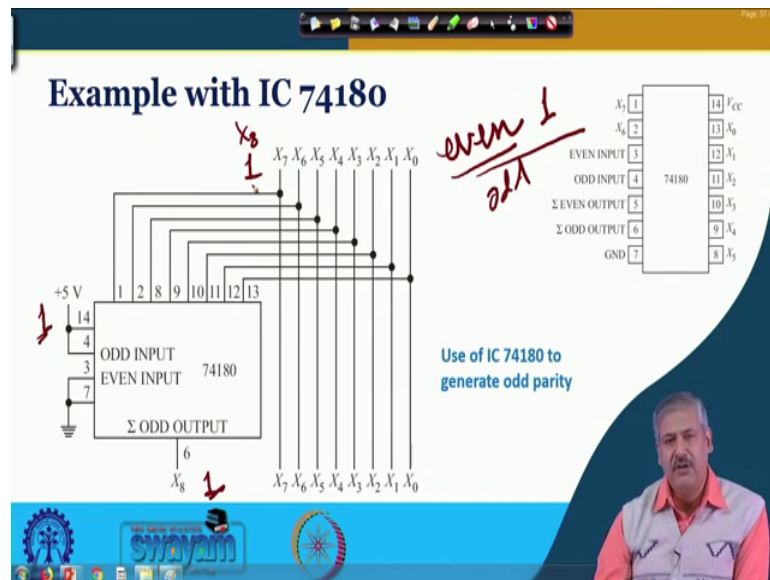 Page: 51
Example with IC 74180
X8
1
X7 X6 X5 X4 X3 X2 X1 X0
even 1
odd
+5 V
1
14
4
3
7
1 2 8 9 10 11 12 13
ODD INPUT
EVEN INPUT
74180
Σ ODD OUTPUT
6
X8 1
X7 X6 X5 X4 X3 X2 X1 X0
Use of IC 74180 to
generate odd parity
X7 1 14 VCC
X6 2 13 X0
EVEN INPUT 3 12 X1
ODD INPUT 4 74180 11 X2
Σ EVEN OUTPUT 5 10 X3
Σ ODD OUTPUT 6 9 X4
GND 7 8 X5
swayam